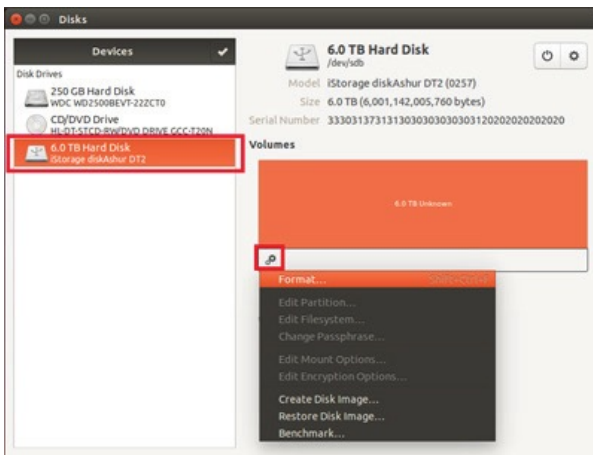 Disks
Devices
Disk Drives
250 GB Hard Disk
WDC WD2500BEVT-22ZCT0
CD/DVD Drive
HL-DT-STCD-RW/DVD DRIVE GCC-T20N
6.0 TB Hard Disk
iStorage diskAshur DT2
6.0 TB Hard Disk
/dev/sdb
Model iStorage diskAshur DT2 (0257)
Size 6.0 TB (6,001,142,005,760 bytes)
Serial Number
Volumes
6.0 TB Unknown
Format... Shift+Ctrl+F
Edit Partition...
Edit Filesystem...
Change Passphrase...
Edit Mount Options...
Edit Encryption Options...
Create Disk Image...
Restore Disk Image...
Benchmark...